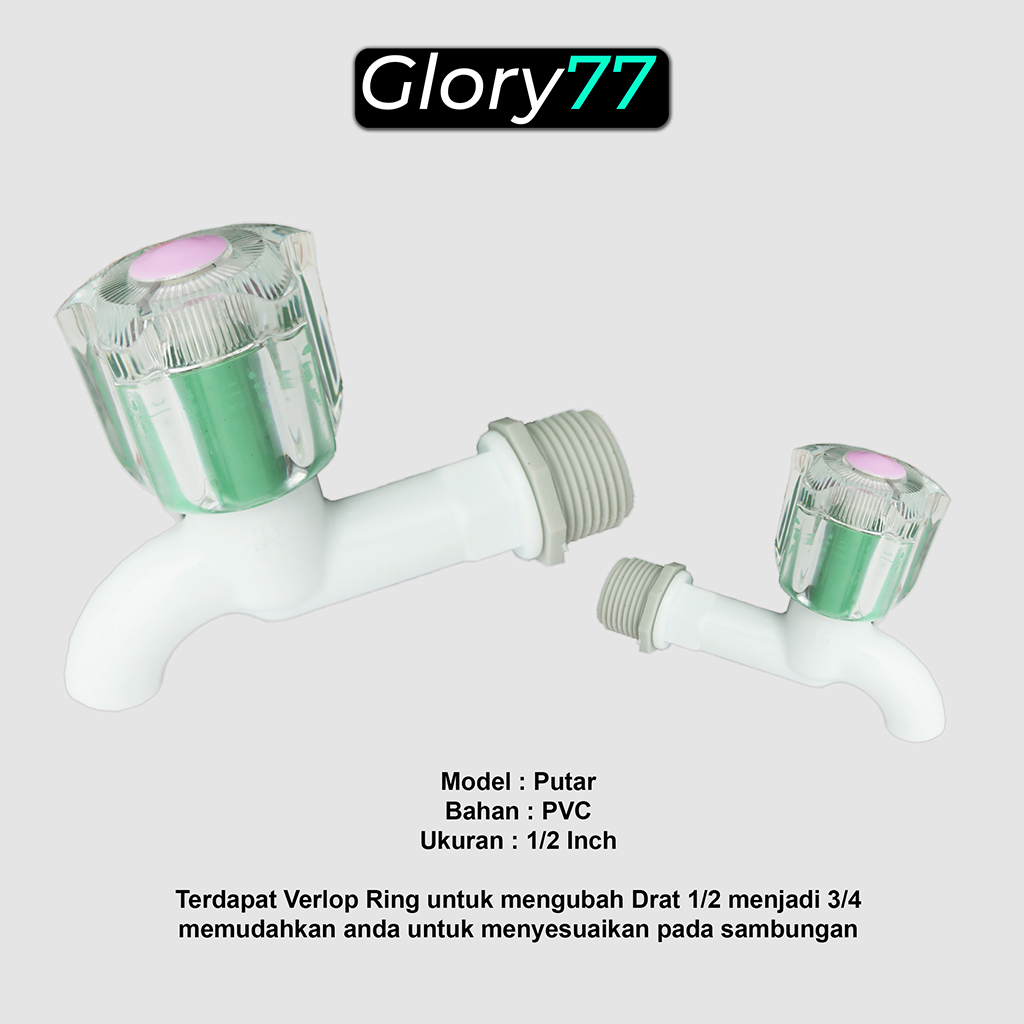 Glory77
Model : Putar
Bahan : PVC
Ukuran : 1/2 Inch
Terdapat Verlop Ring untuk mengubah Drat 1/2 menjadi 3/4
memudahkan anda untuk menyesuaikan pada sambungan